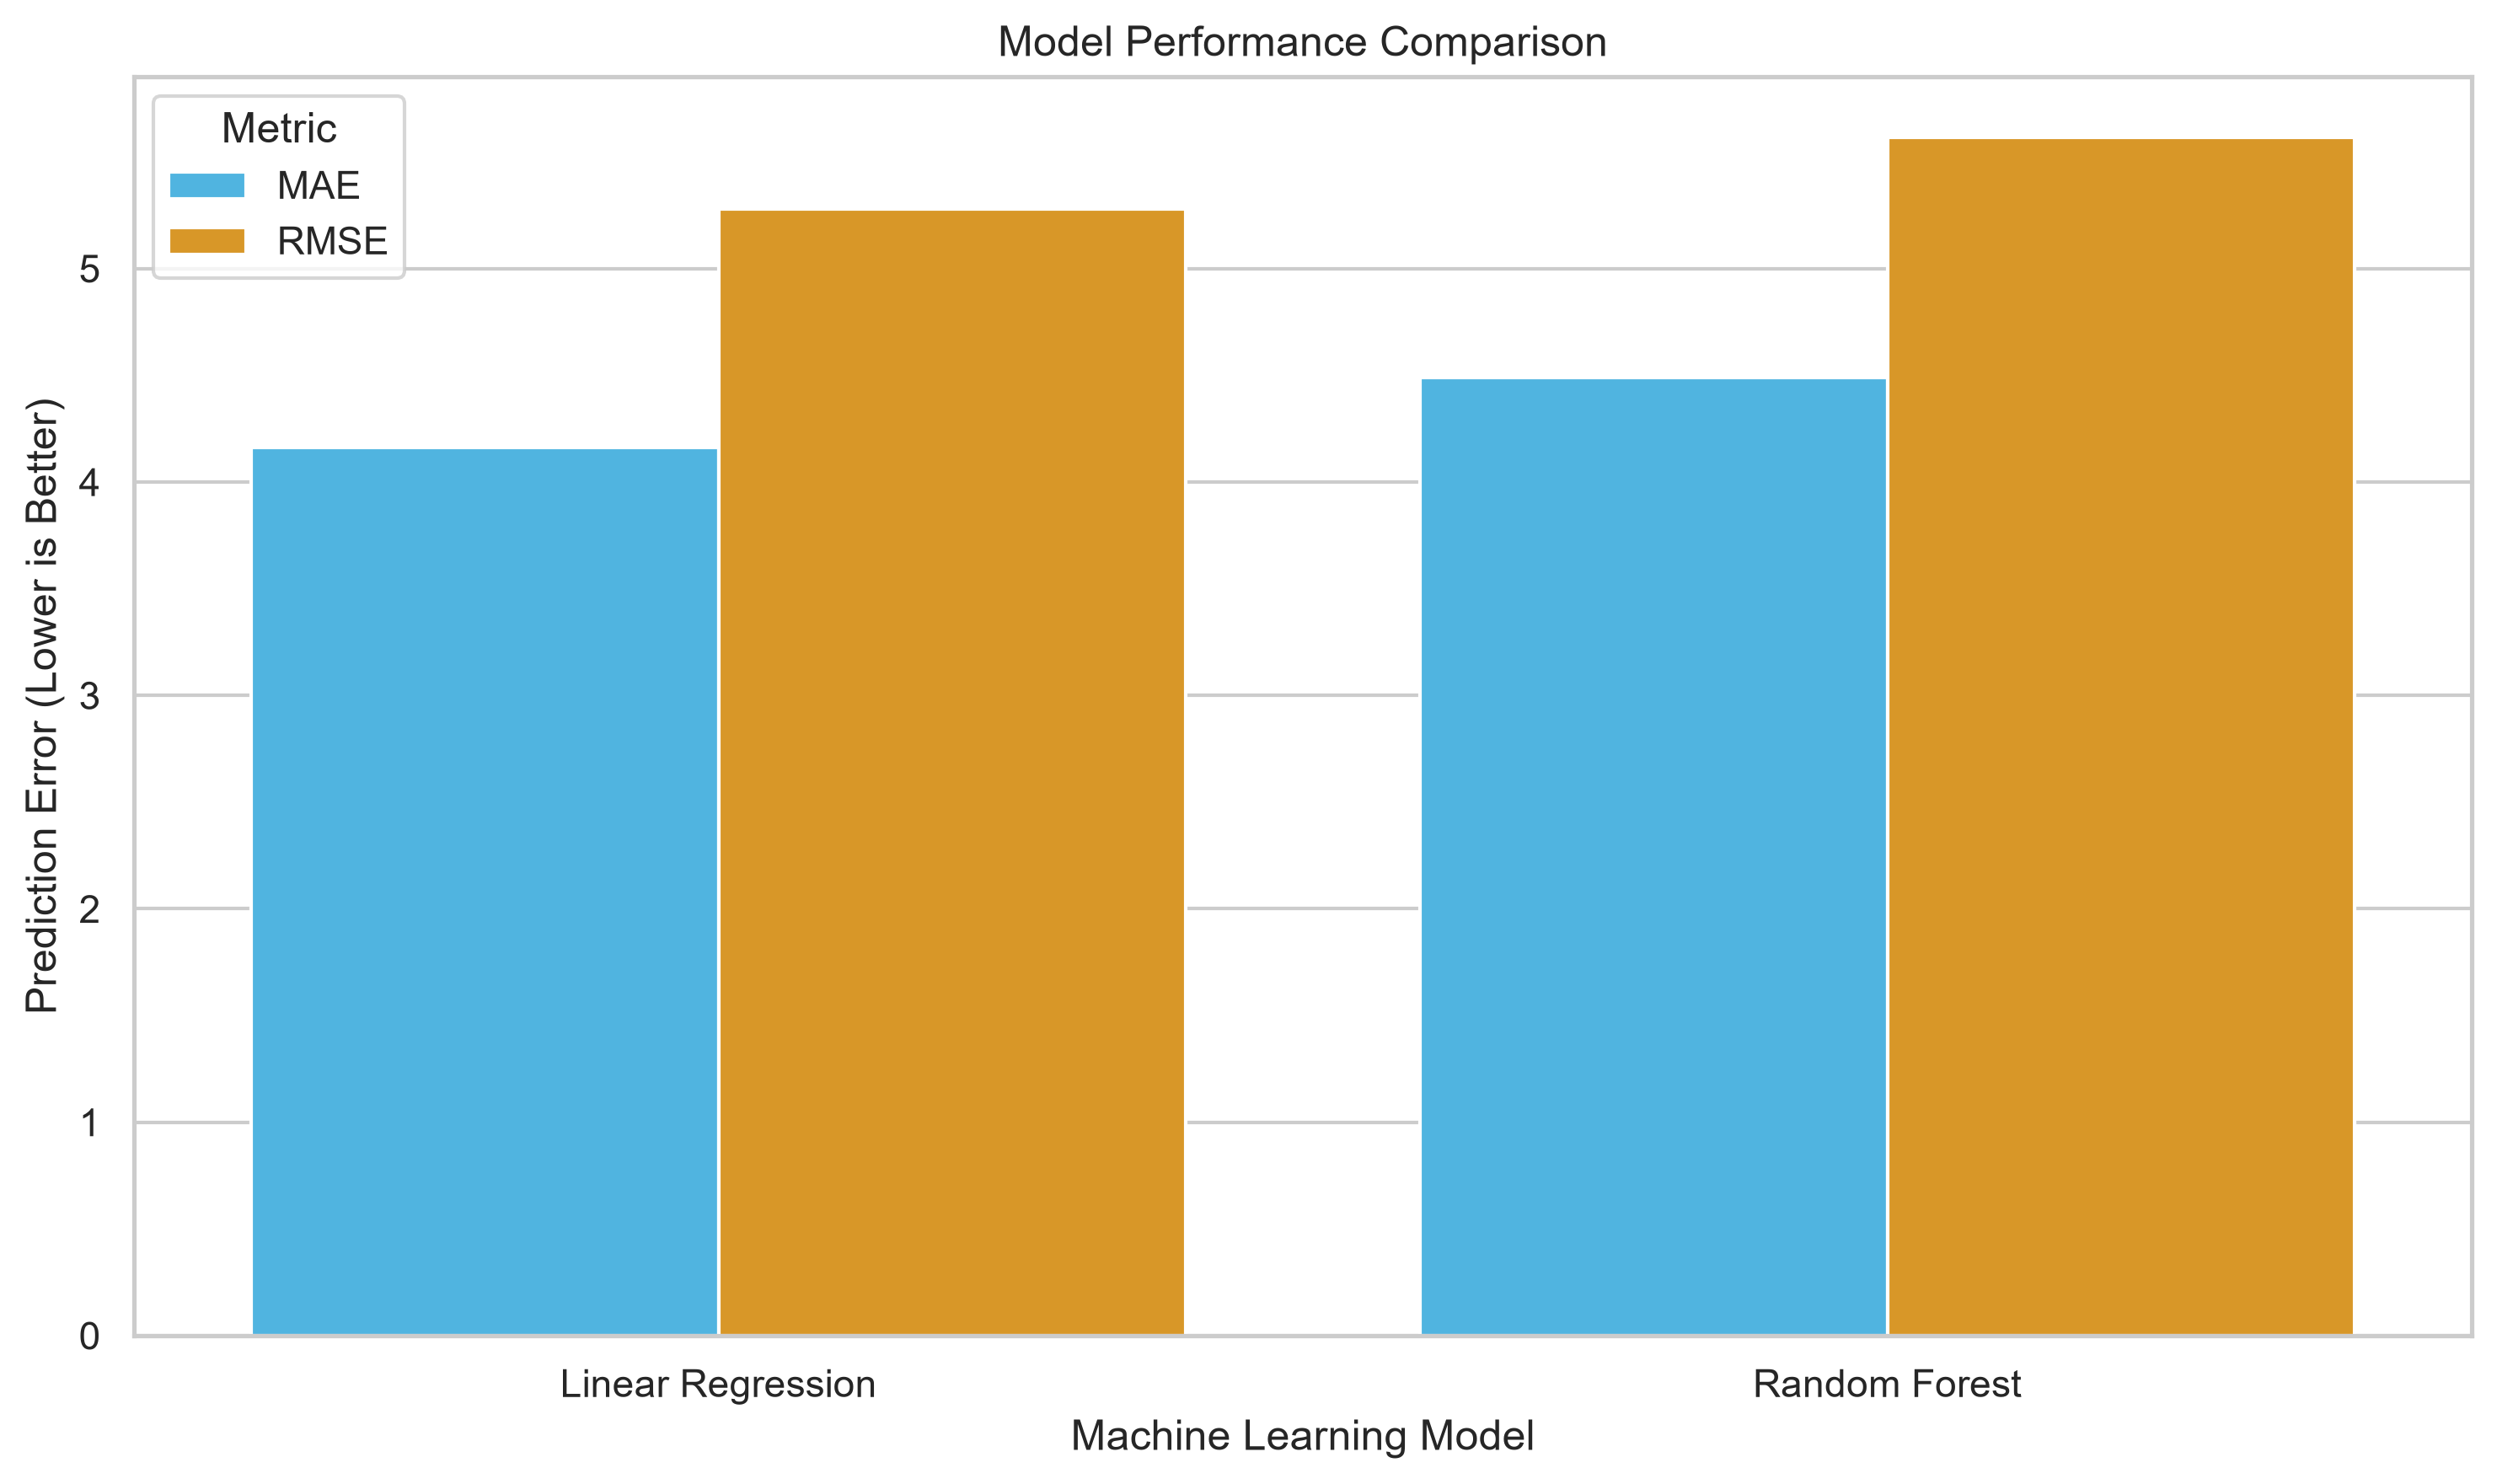 Model Performance Comparison
Metric
MAE
RMSE
Prediction Error (Lower is Better)
5
4
3
2
1
0
Linear Regression
Random Forest
Machine Learning Model